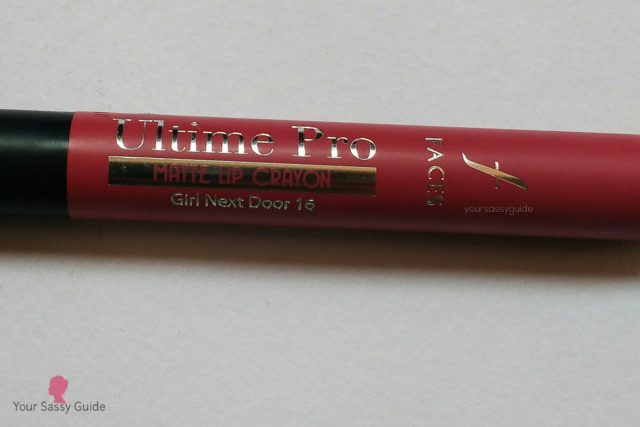 Ultime Pro
MATTE LIP CRAYON
Girl Next Door 16
FACES
yoursassyguide
Your Sassy Guide